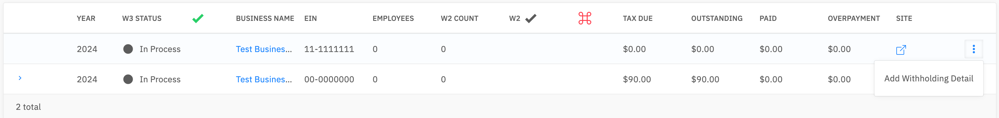 YEAR W3 STATUS BUSINESS NAME EIN EMPLOYEES W2 COUNT W2 TAX DUE OUTSTANDING PAID OVERPAYMENT SITE
2024 In Process Test Busines... 11-1111111 0 0 $0.00 $0.00 $0.00 $0.00
2024 In Process Test Busines... 00-0000000 0 0 $90.00 $90.00 $0.00 $0.00
Add Withholding Detail
2 total